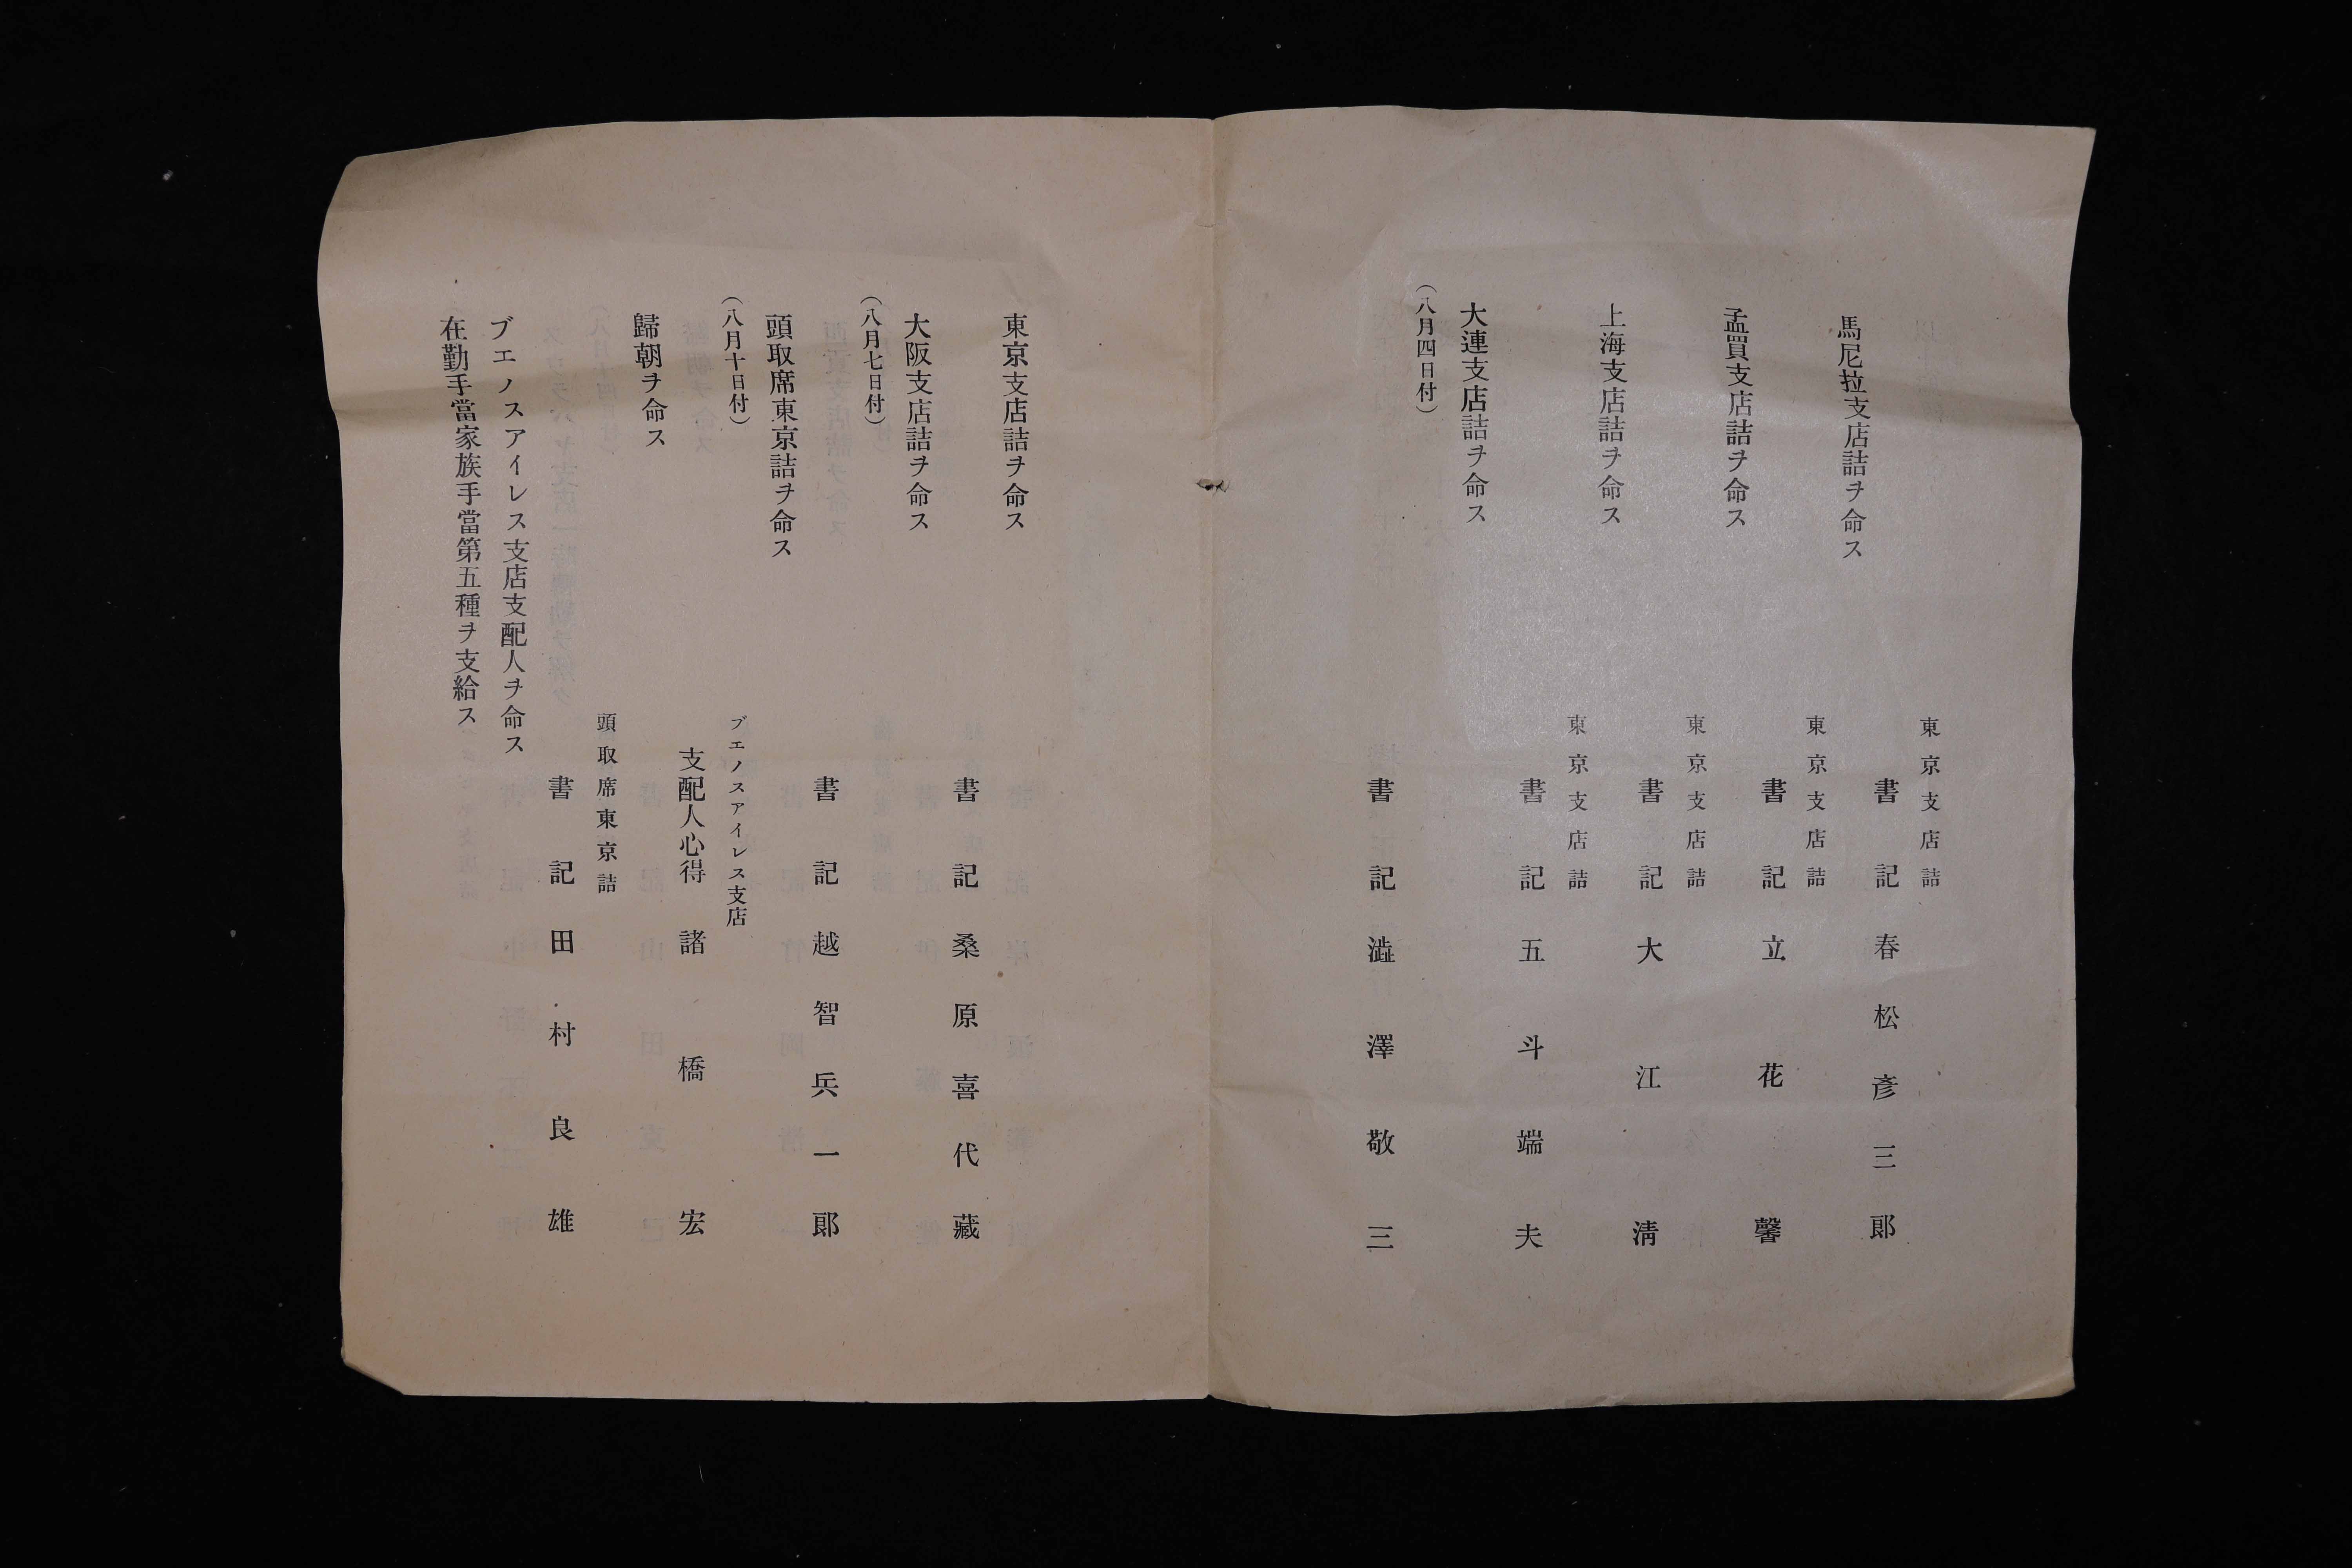 東京支店詰
書記春松彦三郎
馬尼拉支店詰ヲ命ス
東京支店詰
書記立花馨
孟買支店詰ヲ命ス
東京支店詰
書記大江淸
上海支店詰ヲ命ス
東京支店詰
書記五斗端夫
大連支店詰ヲ命ス
(八月四日付)
書記澁澤敬三
東京支店詰ヲ命ス
書記桑原喜代藏
大阪支店詰ヲ命ス
(八月七日付)
書記越智兵一郞
頭取席東京詰ヲ命ス
(八月十日付)
ブエノスアイレス支店
支配人心得諸橋宏
歸朝ヲ命ス
頭取席東京詰
書記田村良雄
ブエノスアイレス支店支配人ヲ命ス
在勤手當家族手當第五種ヲ支給ス